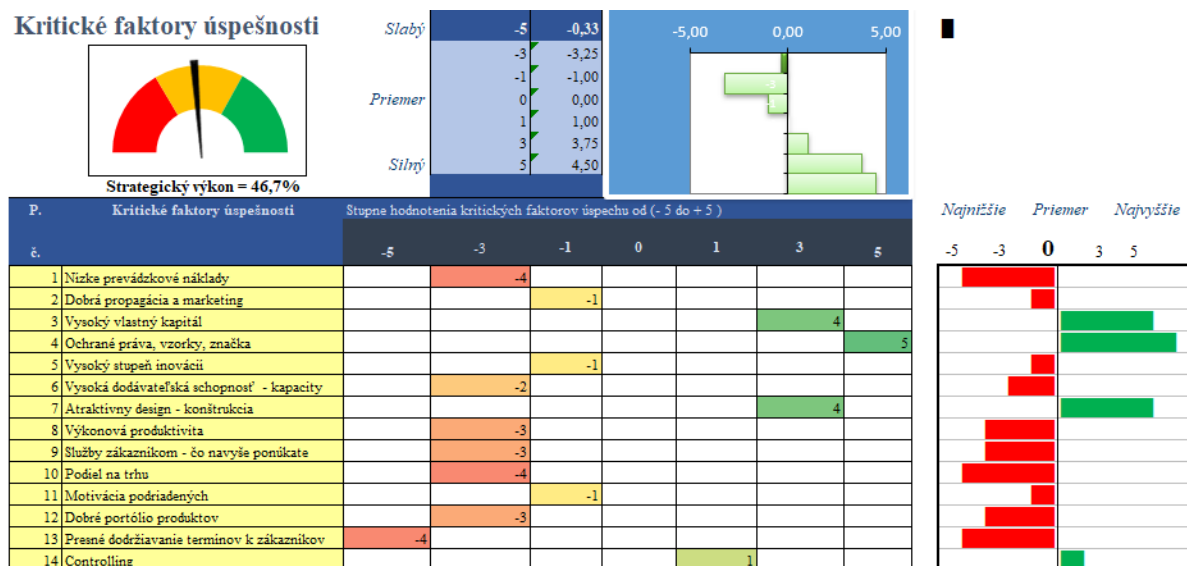 Kritické faktory úspešnosti
Strategický výkon = 46,7%
Slabý -5 -0,33
-3 -3,25
-1 -1,00
Priemer 0 0,00
1 1,00
3 3,75
Silný 5 4,50
-5,00 0,00 5,00
-3
-1
P. Kritické faktory úspešnosti Stupne hodnotenia kritických faktorov úspechu od (- 5 do + 5 )
č. -5 -3 -1 0 1 3 5
Najnižšie Priemer Najvyššie
-5 -3 0 3 5
1 Nízke prevádzkové náklady -4
2 Dobrá propagácia a marketing -1
3 Vysoký vlastný kapitál 4
4 Ochrané práva, vzorky, značka 5
5 Vysoký stupeň inovácii -1
6 Vysoká dodávateľská schopnosť - kapacity -2
7 Atraktívny design - konštrukcia 4
8 Výkonová produktivita -3
9 Služby zákazníkom - čo navyše ponúkate -3
10 Podiel na trhu -4
11 Motivácia podriadených -1
12 Dobré portólio produktov -3
13 Presné dodržiavanie termínov k zákazníkov -4
14 Controlling 1